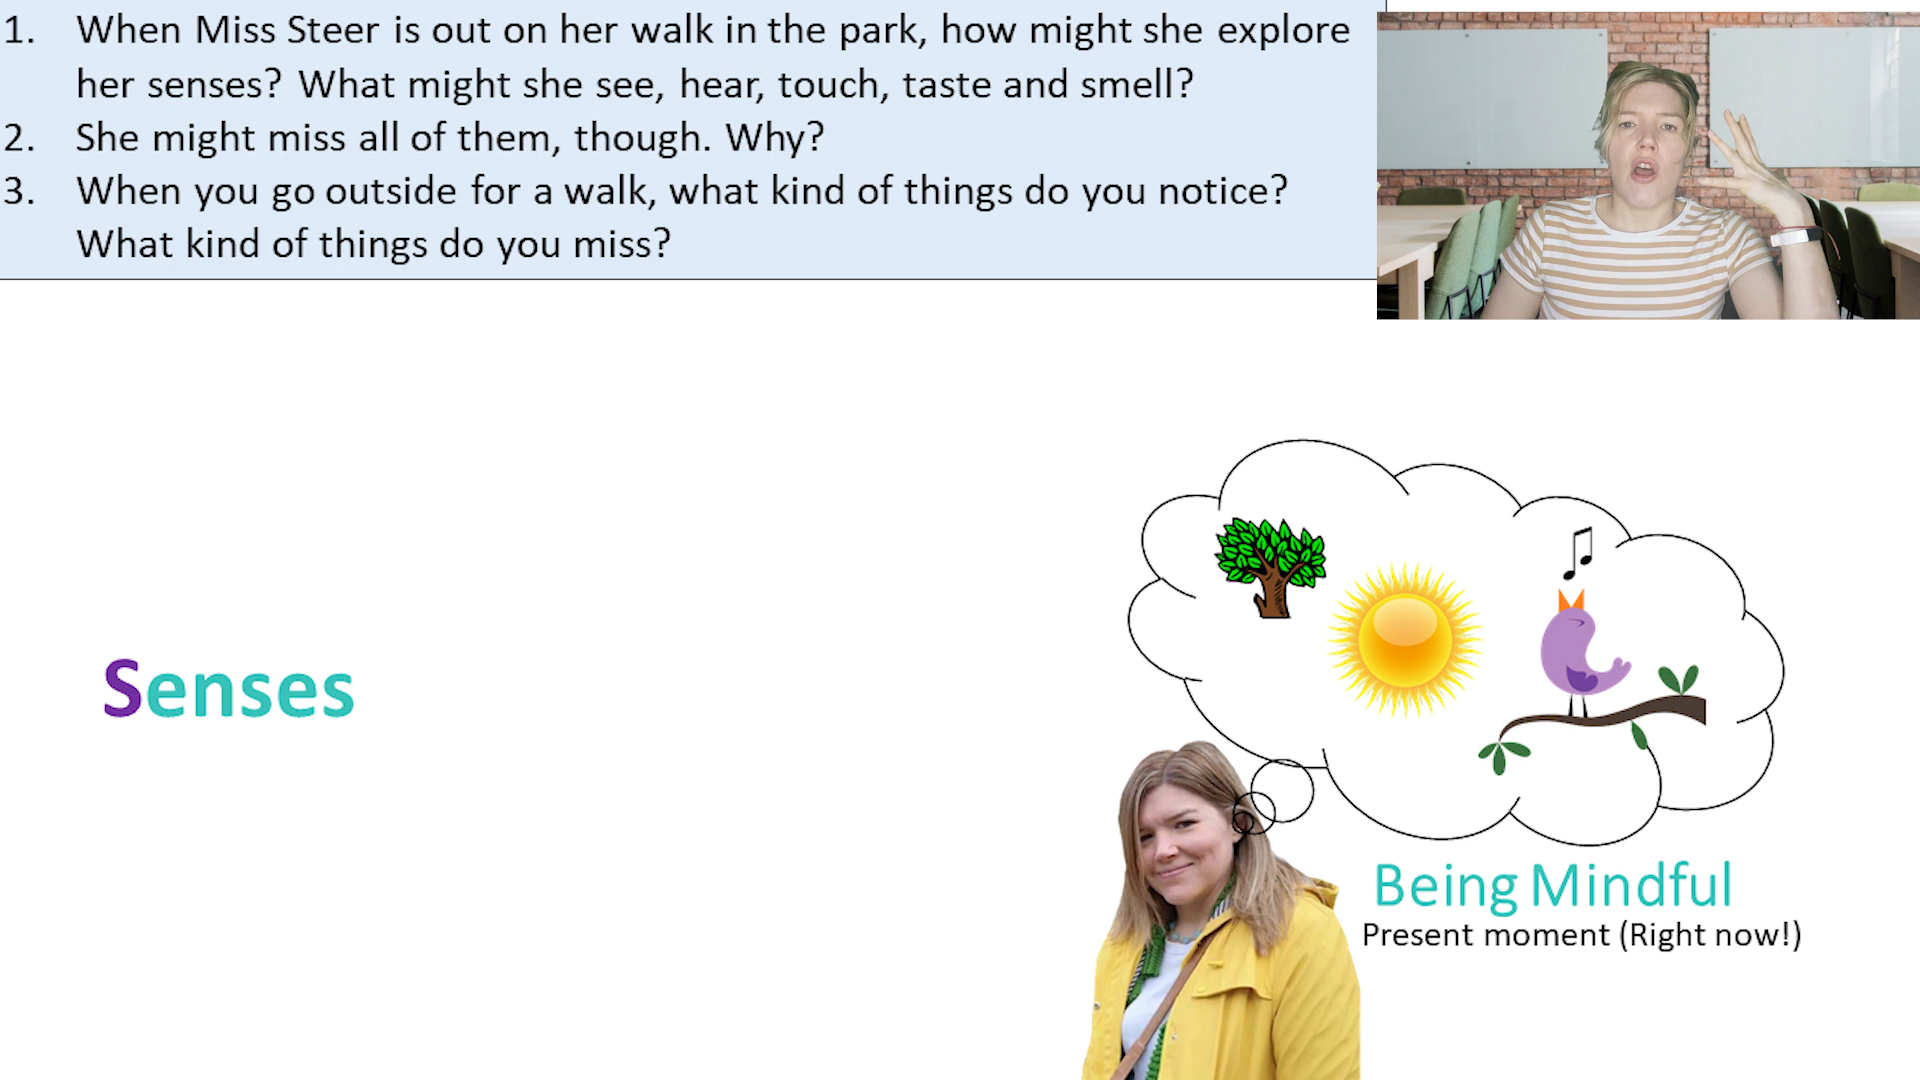 1. When Miss Steer is out on her walk in the park, how might she explore
her senses? What might she see, hear, touch, taste and smell?
2. She might miss all of them, though. Why?
3. When you go outside for a walk, what kind of things do you notice?
What kind of things do you miss?
Senses
Being Mindful
Present moment (Right now!)